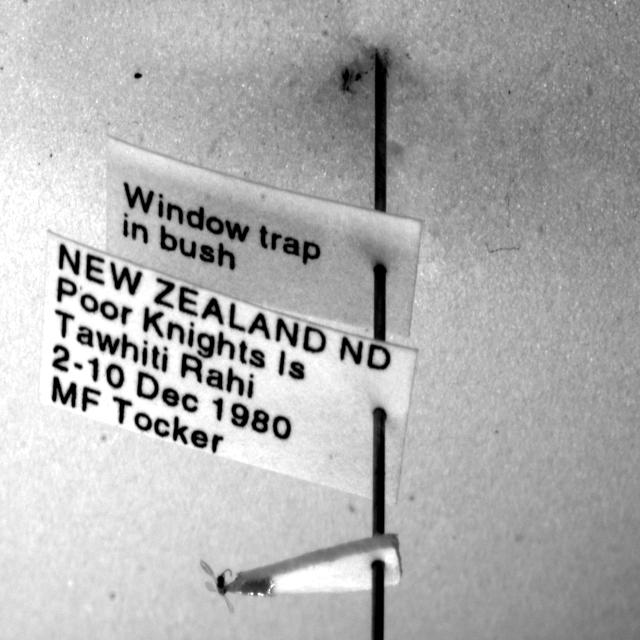 Window trap
in bush
NEW ZEALAND ND
Poor Knights Is
Tawhiti Rahi
2-10 Dec 1980
MF Tocker